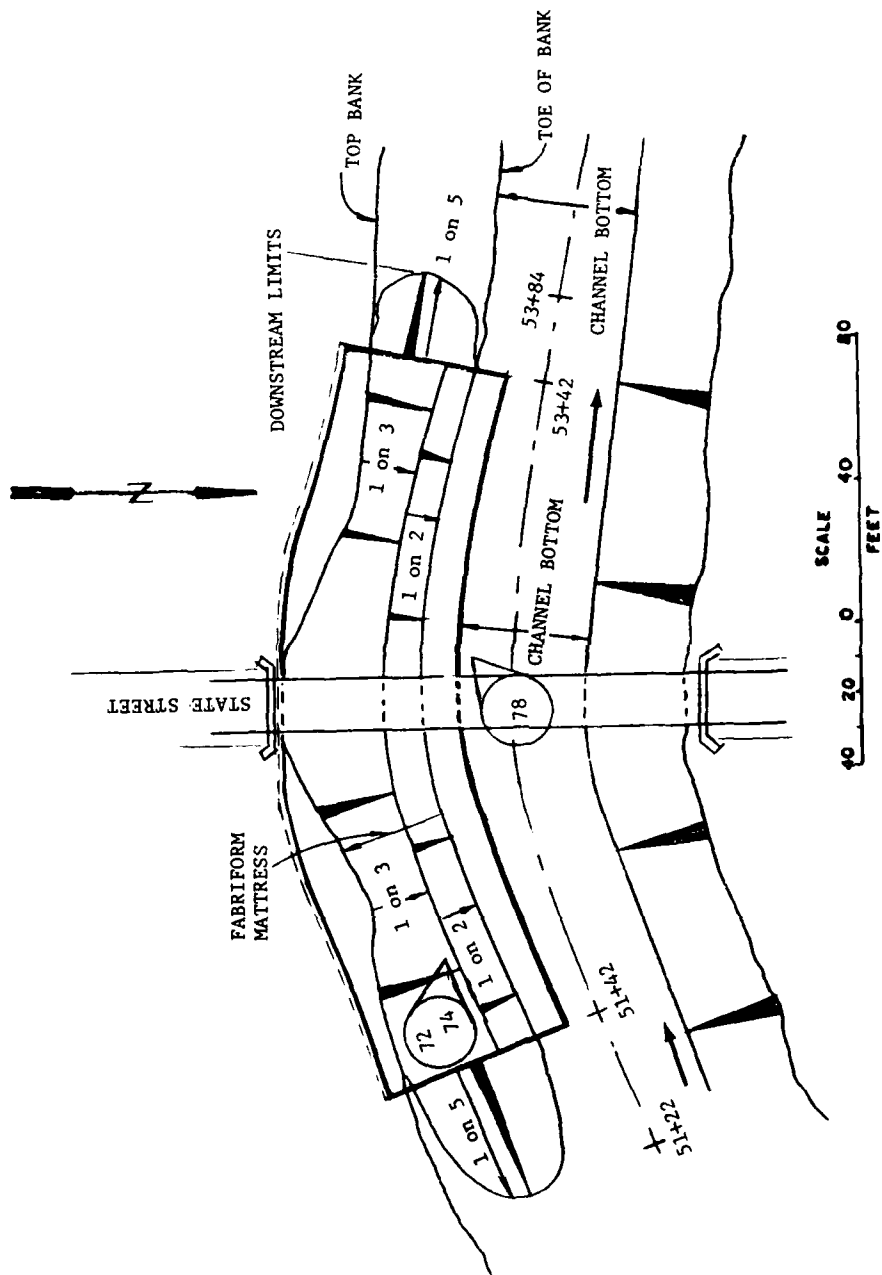 TOP BANK
TOE OF BANK
DOWNSTREAM LIMITS
1 on 5
53+84
CHANNEL BOTTOM
53+42
1 on 3
1 on 2
N
CHANNEL BOTTOM
STATE STREET
78
FABRIFORM
MATTRESS
1 on 3
1 on 2
72
74
1 on 5
51+42
51+22
40 20 0 40 80
SCALE
FEET